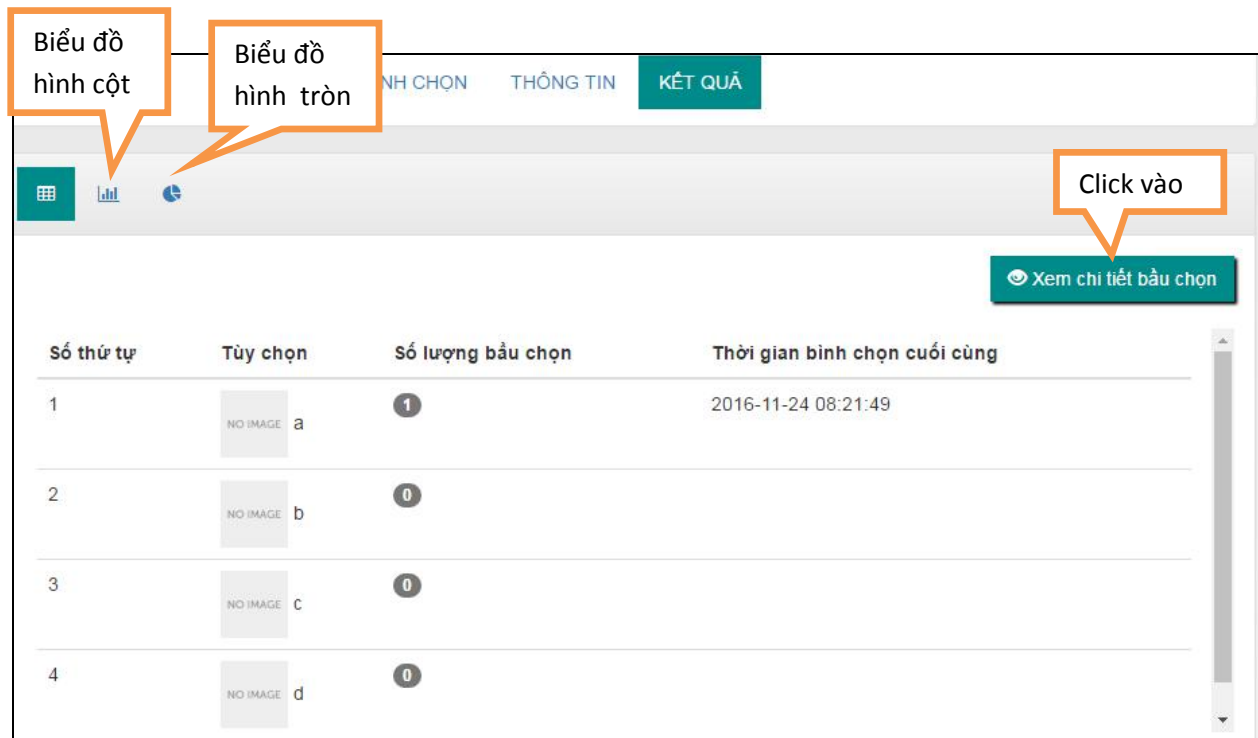 Biểu đồ
hình cột
Biểu đồ
hình tròn
NH CHỌN THÔNG TIN KẾT QUẢ
Click vào
Xem chi tiết bầu chọn
Số thứ tự Tùy chọn Số lượng bầu chọn Thời gian bình chọn cuối cùng
1 NO IMAGE a 1 2016-11-24 08:21:49
2 NO IMAGE b 0
3 NO IMAGE c 0
4 NO IMAGE d 0